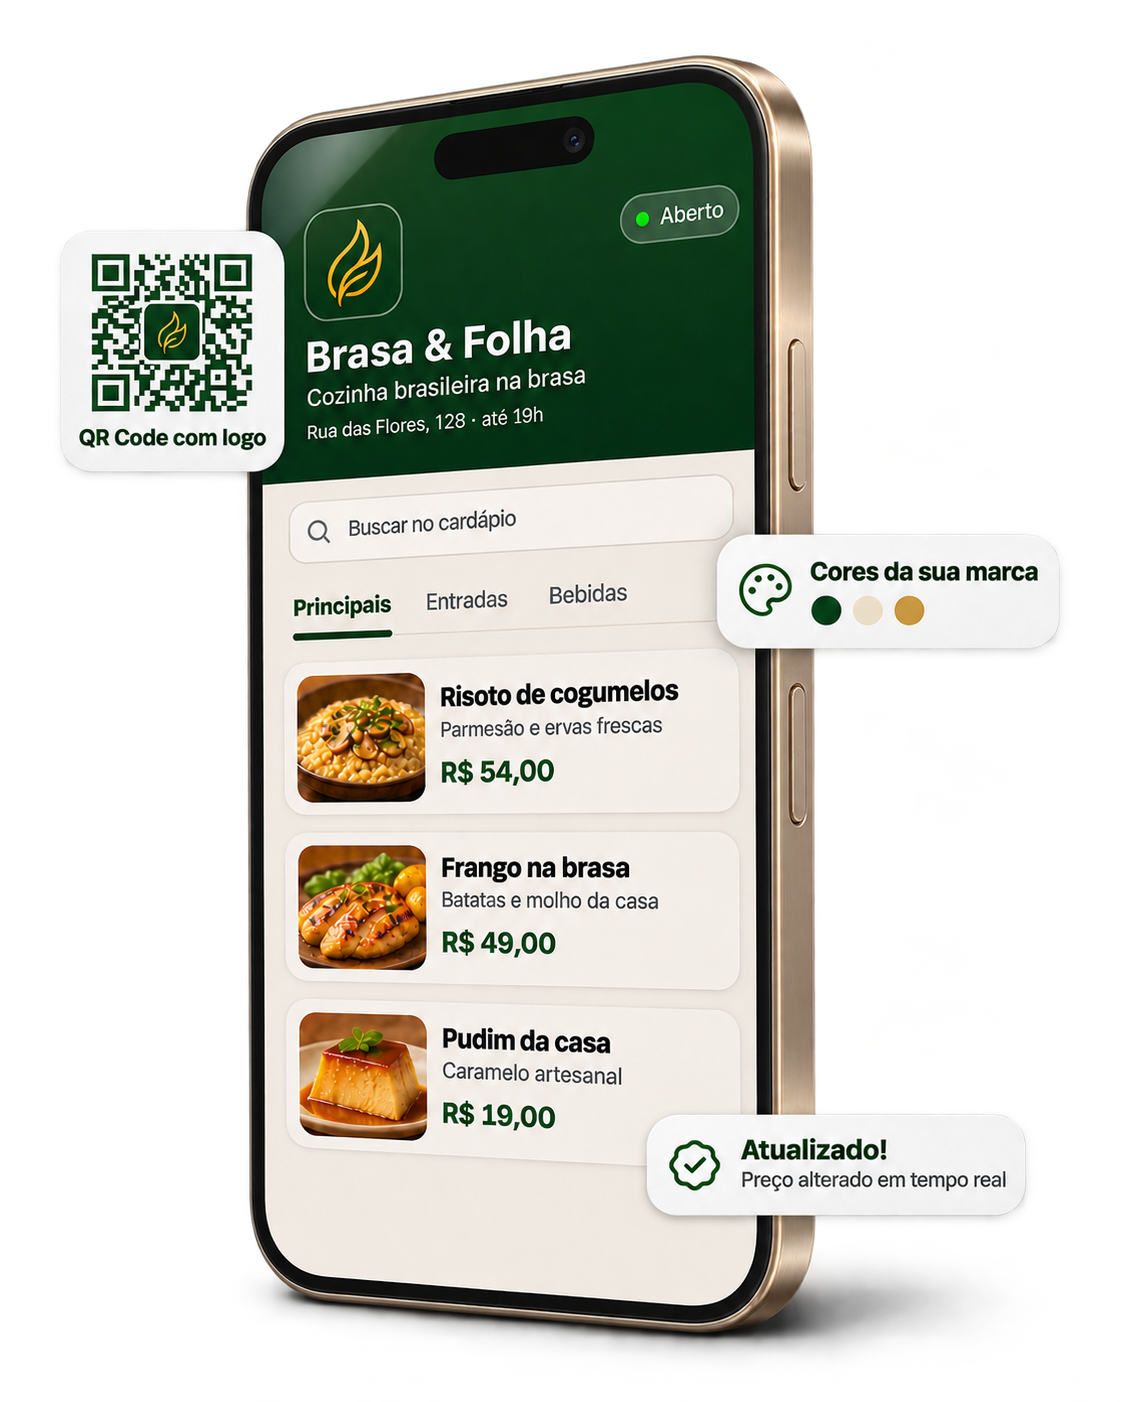 Aberto
Brasa & Folha
Cozinha brasileira na brasa
Rua das Flores, 128 · até 19h
QR Code com logo
Buscar no cardápio
Principais Entradas Bebidas
Cores da sua marca
Risoto de cogumelos
Parmesão e ervas frescas
R$ 54,00
Frango na brasa
Batatas e molho da casa
R$ 49,00
Pudim da casa
Caramelo artesanal
R$ 19,00
Atualizado!
Preço alterado em tempo real